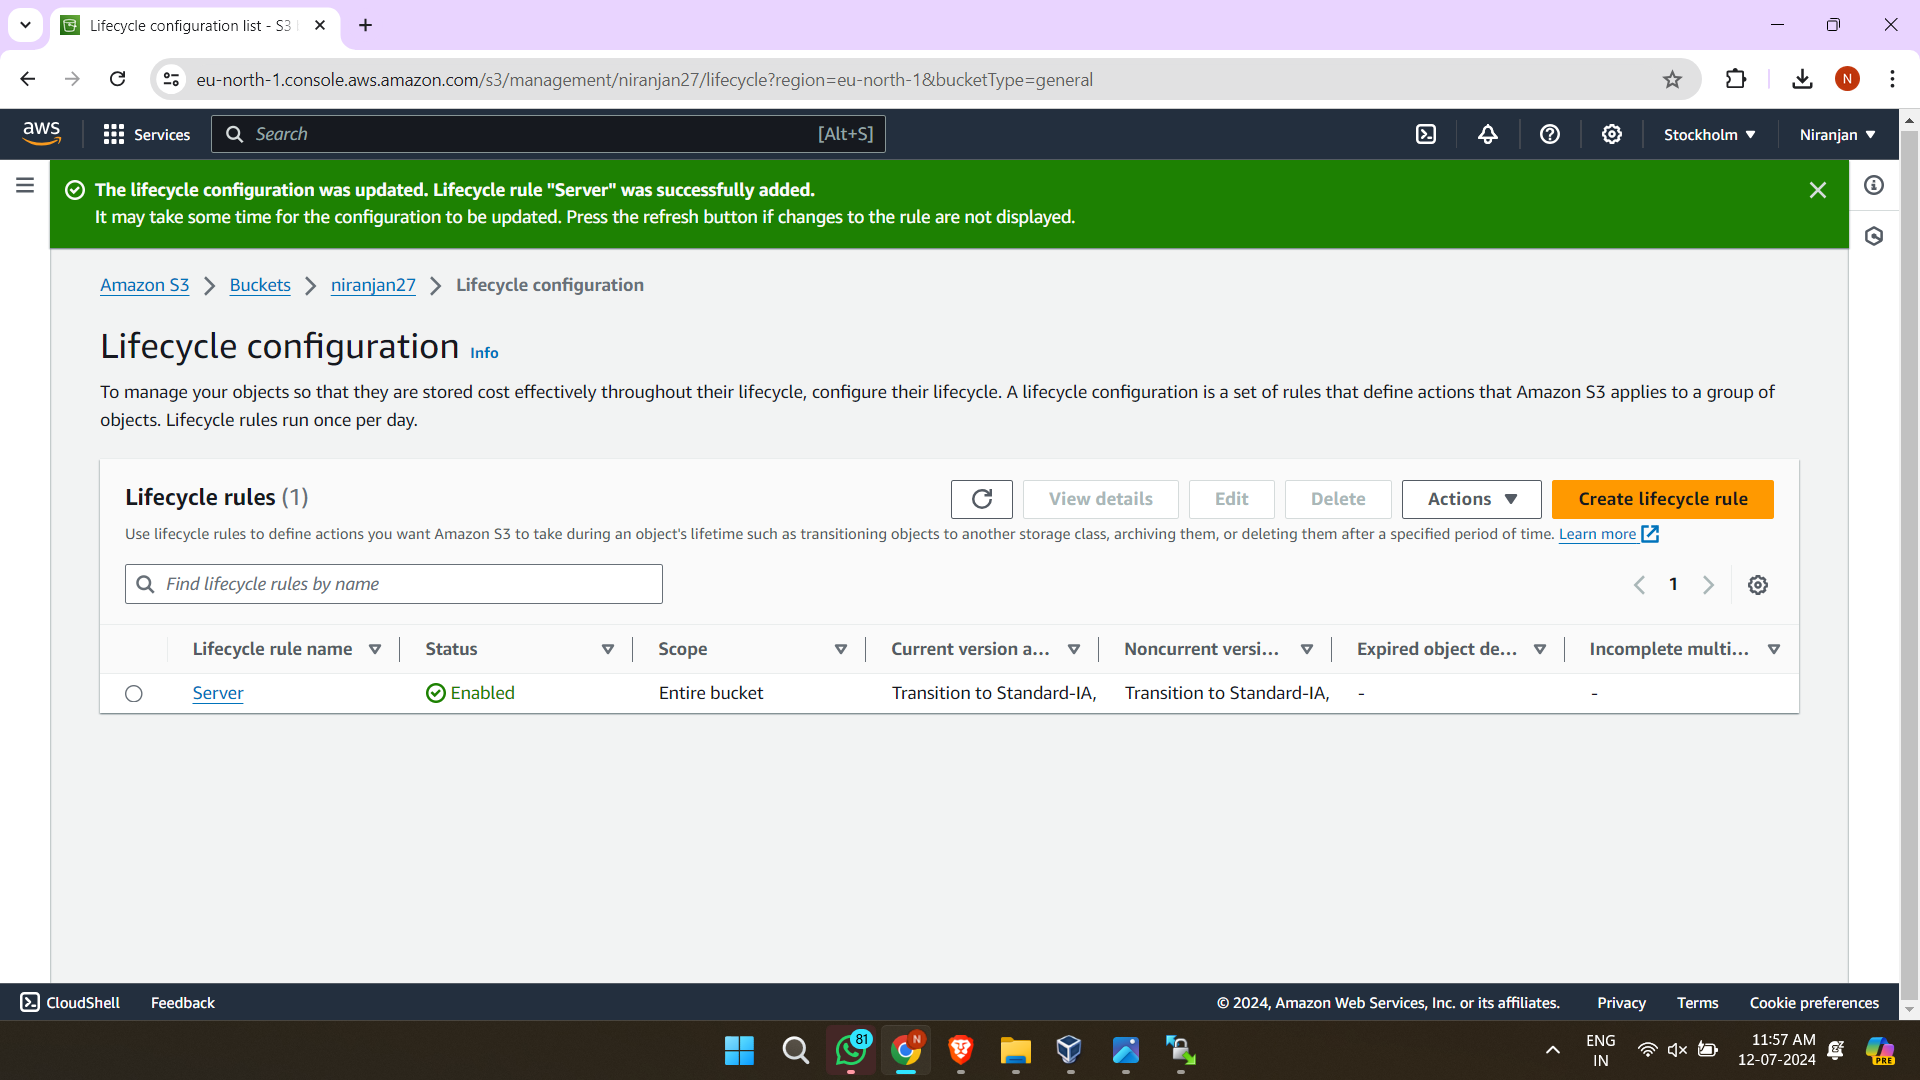 Lifecycle configuration list - S3
eu-north-1.console.aws.amazon.com/s3/management/niranjan27/lifecycle?region=eu-north-1&bucketType=general
N
aws
Services
Search
[Alt+S]
Stockholm
Niranjan
The lifecycle configuration was updated. Lifecycle rule "Server" was successfully added.
It may take some time for the configuration to be updated. Press the refresh button if changes to the rule are not displayed.
Amazon S3 > Buckets > niranjan27 > Lifecycle configuration
Lifecycle configuration Info
To manage your objects so that they are stored cost effectively throughout their lifecycle, configure their lifecycle. A lifecycle configuration is a set of rules that define actions that Amazon S3 applies to a group of
objects. Lifecycle rules run once per day.
Lifecycle rules (1)
View details
Edit
Delete
Actions
Create lifecycle rule
Use lifecycle rules to define actions you want Amazon S3 to take during an object's lifetime such as transitioning objects to another storage class, archiving them, or deleting them after a specified period of time. Learn more
Find lifecycle rules by name
1
Lifecycle rule name
Status
Scope
Current version a...
Noncurrent versi...
Expired object de...
Incomplete multi...
Server
Enabled
Entire bucket
Transition to Standard-IA,
Transition to Standard-IA,
-
-
CloudShell
Feedback
© 2024, Amazon Web Services, Inc. or its affiliates.
Privacy
Terms
Cookie preferences
81
N
ENG
IN
11:57 AM
12-07-2024
PRE